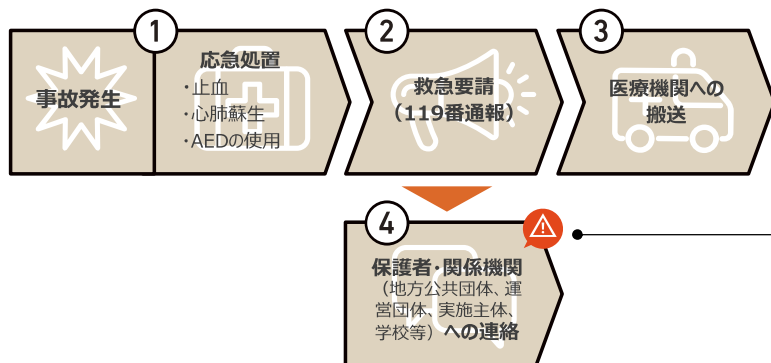 1
事故発生
応急処置
・止血
・心肺蘇生
・AEDの使用
2
救急要請
（119番通報）
3
医療機関への
搬送
4
保護者・関係機関
（地方公共団体、運
営団体、実施主体、
学校等）への連絡